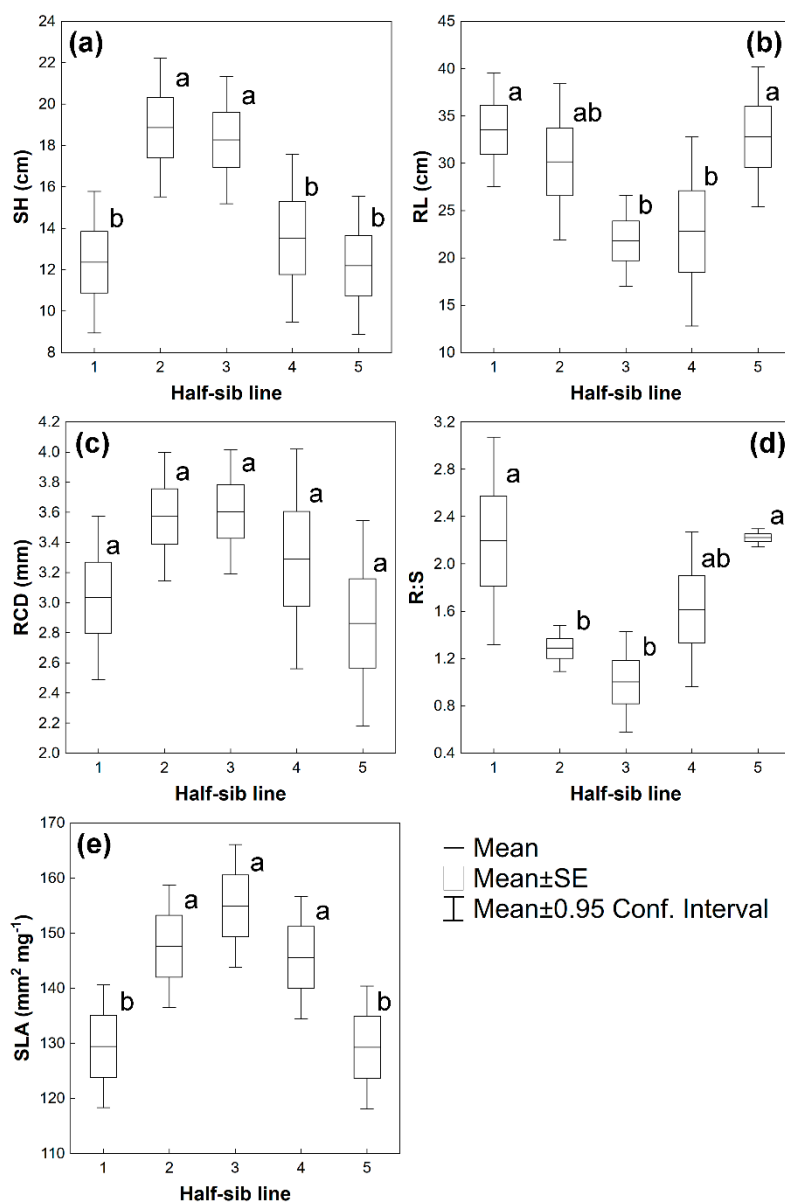 (a)
SH (cm)
24
22
20
18
16
14
12
10
8
b
a
a
b
b
1 2 3 4 5
Half-sib line
(b)
RL (cm)
45
40
35
30
25
20
15
10
a
ab
b
b
a
1 2 3 4 5
Half-sib line
(c)
RCD (mm)
4.2
4.0
3.8
3.6
3.4
3.2
3.0
2.8
2.6
2.4
2.2
2.0
a
a
a
a
a
1 2 3 4 5
Half-sib line
(d)
R:S
3.2
2.8
2.4
2.0
1.6
1.2
0.8
0.4
a
b
b
ab
a
1 2 3 4 5
Half-sib line
(e)
SLA (mm² mg⁻¹)
170
160
150
140
130
120
110
b
a
a
a
b
1 2 3 4 5
Half-sib line
Mean
Mean±SE
Mean±0.95 Conf. Interval